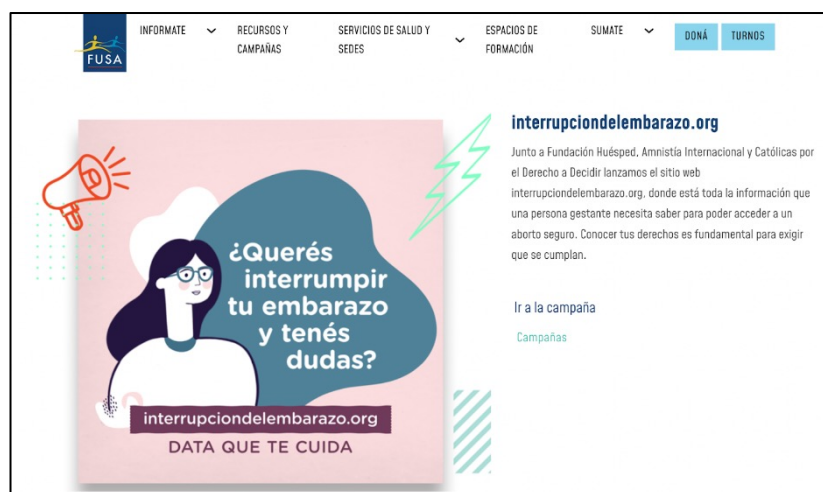 FUSA
INFORMATE
RECURSOS Y
CAMPAÑAS
SERVICIOS DE SALUD Y
SEDES
ESPACIOS DE
FORMACIÓN
SUMATE
DONÁ
TURNOS
¿Querés
interrumpir
tu embarazo
y tenés
dudas?
interrupciondelembarazo.org
DATA QUE TE CUIDA
interrupciondelembarazo.org
Junto a Fundación Huésped, Amnistía Internacional y Católicas por
el Derecho a Decidir lanzamos el sitio web
interrupciondelembarazo.org, donde está toda la información que
una persona gestante necesita saber para poder acceder a un
aborto seguro. Conocer tus derechos es fundamental para exigir
que se cumplan.
Ir a la campaña
Campañas